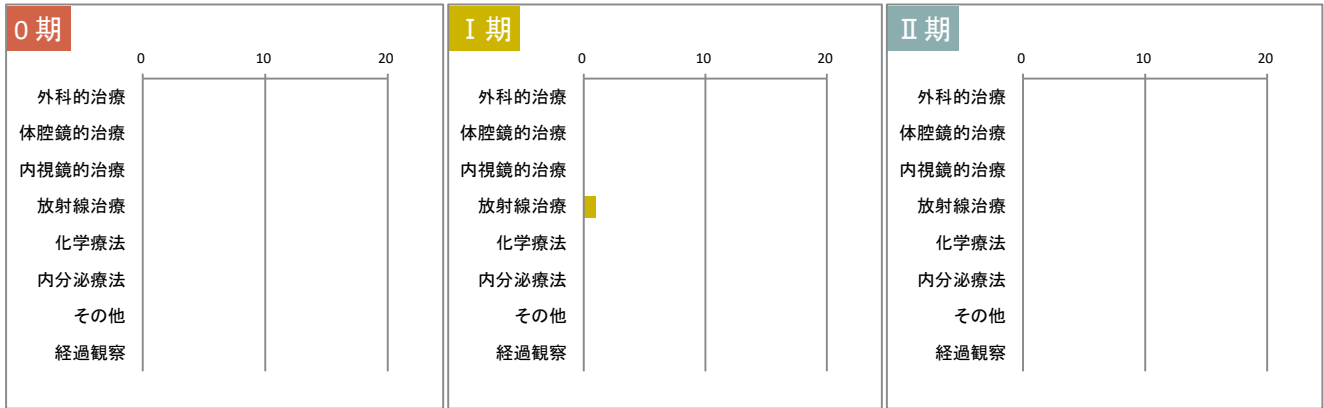 0期
0 10 20
外科的治療
体腔鏡的治療
内視鏡的治療
放射線治療
化学療法
内分泌療法
その他
経過観察
Ⅰ期
0 10 20
外科的治療
体腔鏡的治療
内視鏡的治療
放射線治療
化学療法
内分泌療法
その他
経過観察
Ⅱ期
0 10 20
外科的治療
体腔鏡的治療
内視鏡的治療
放射線治療
化学療法
内分泌療法
その他
経過観察